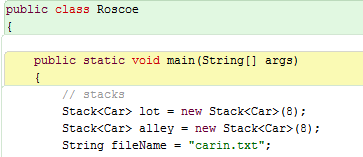 public class Roscoe
{
public static void main(String[] args)
{
// stacks
Stack<Car> lot = new Stack<Car>(8);
Stack<Car> alley = new Stack<Car>(8);
String fileName = "carin.txt";